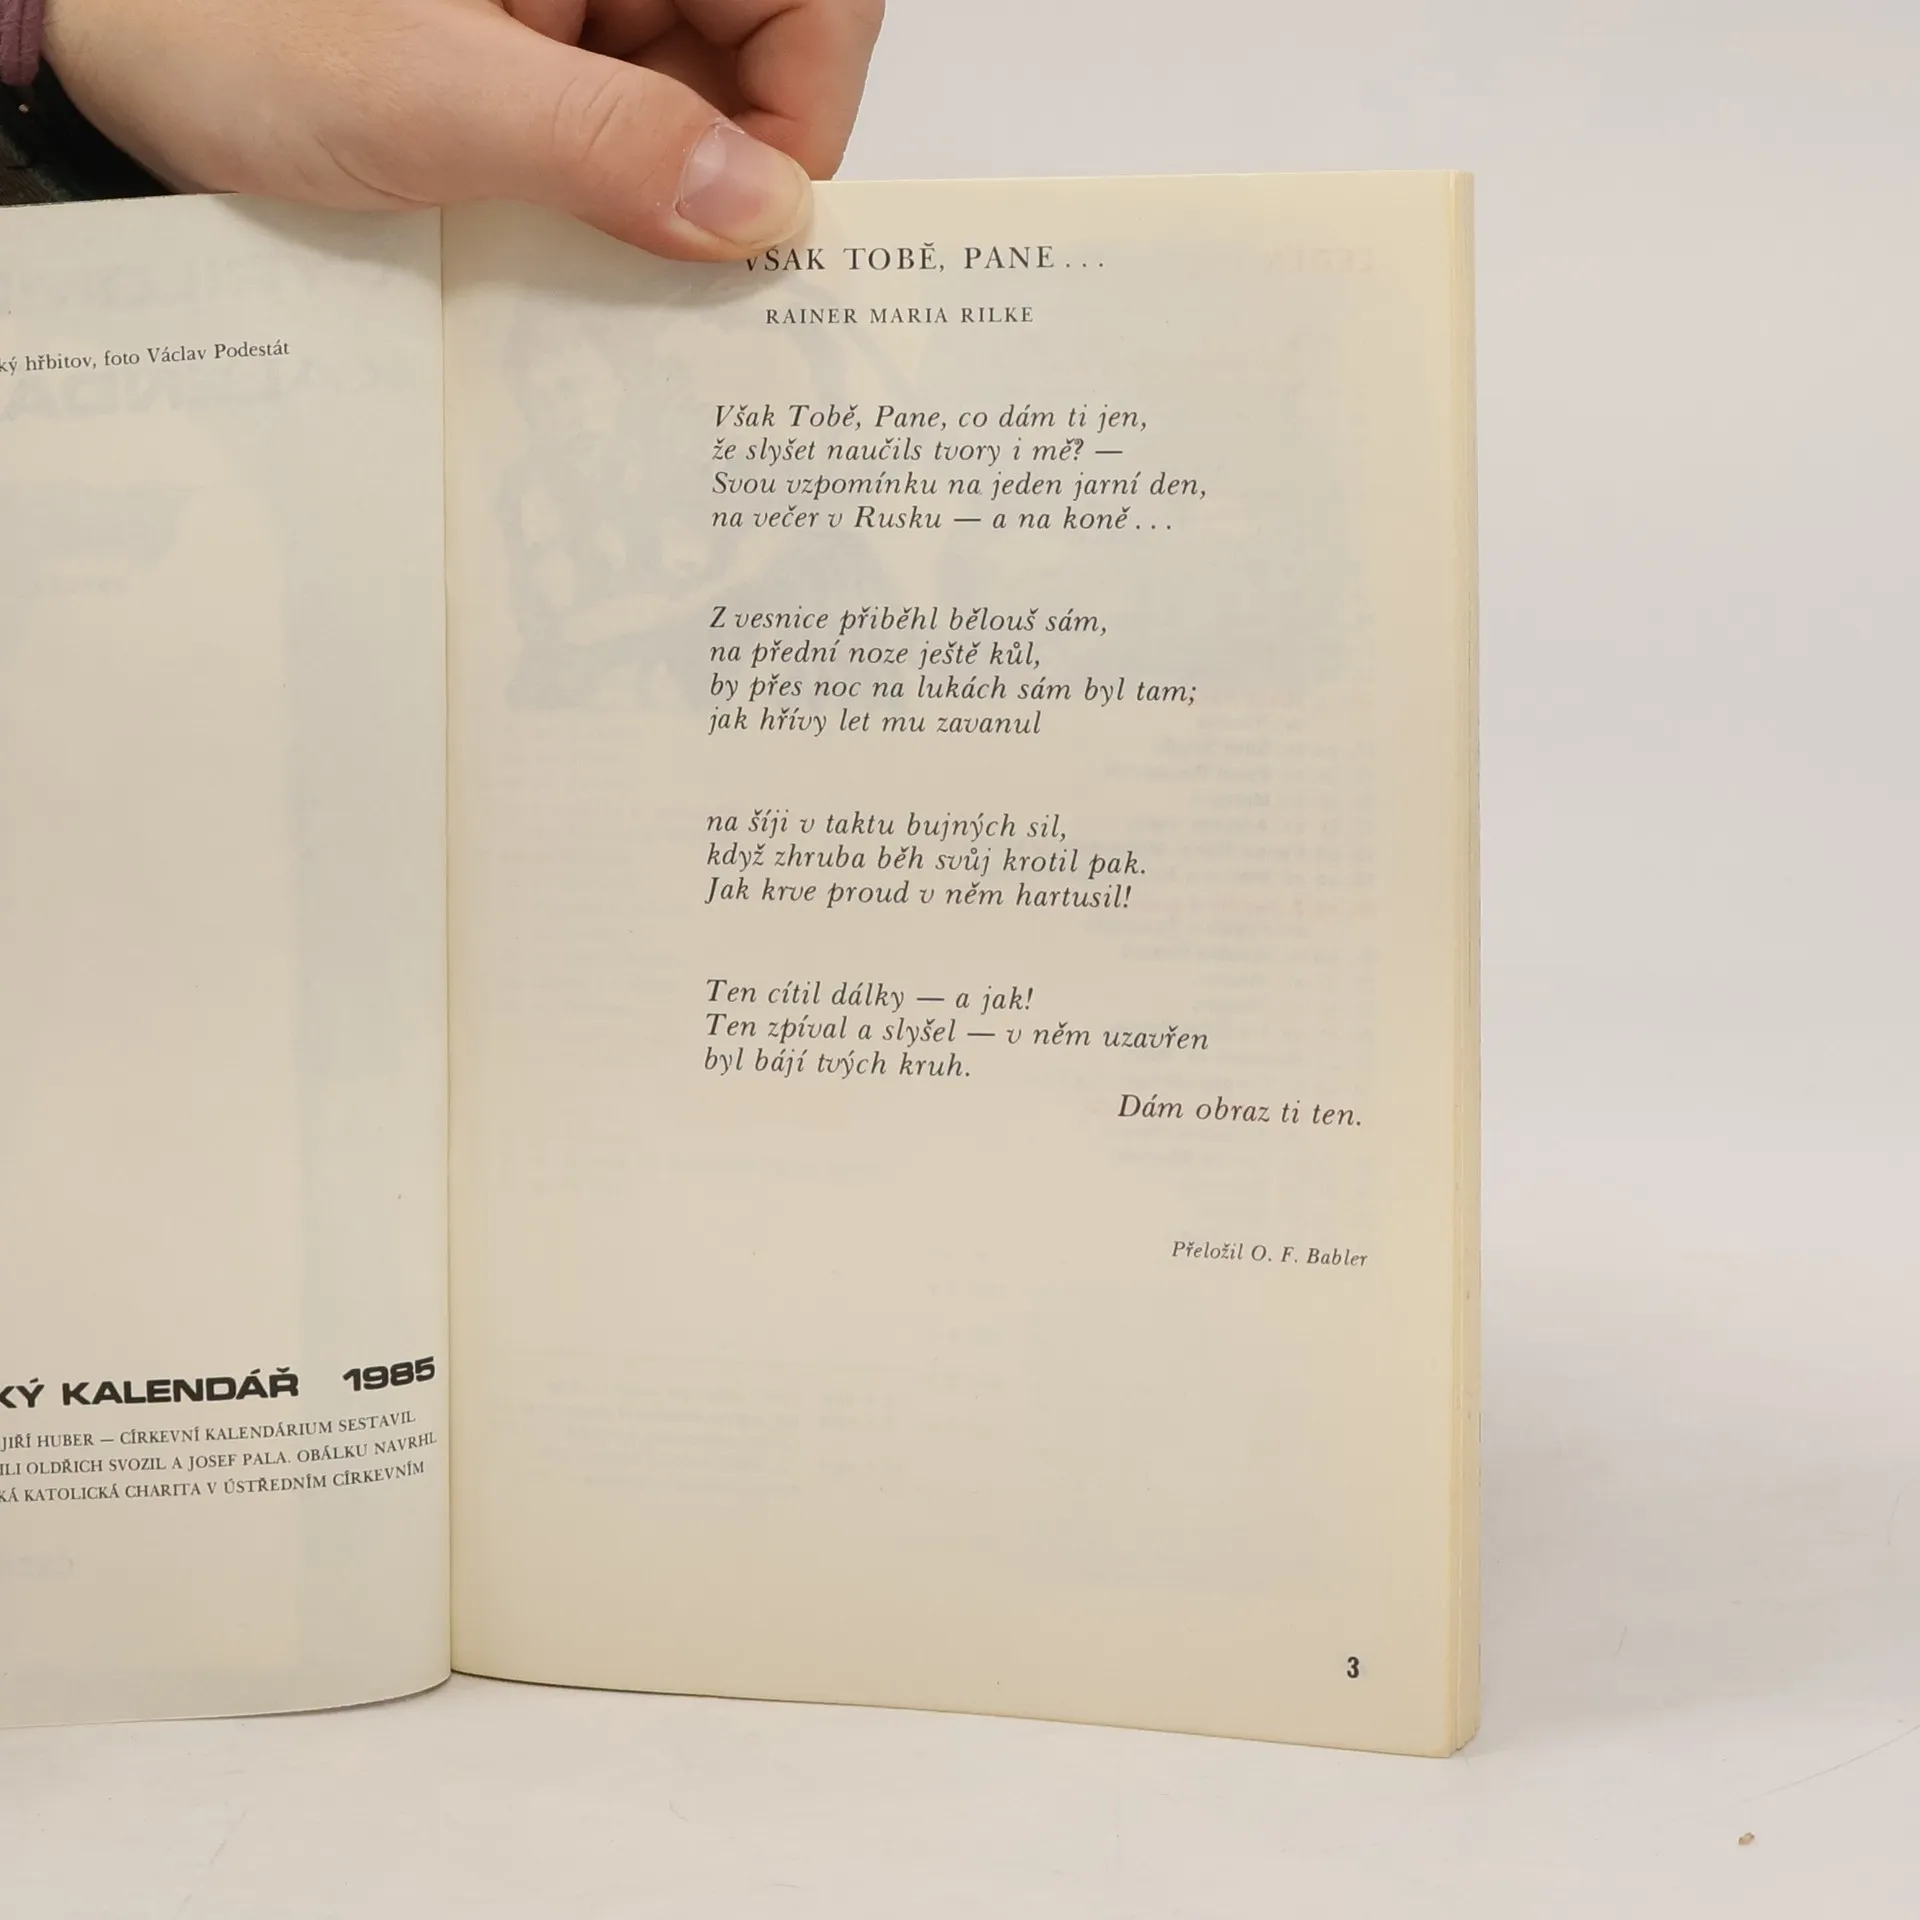 hřbitov, foto Václav Podestát
KALENDÁŘ 1985
JIŘÍ HUBER — CÍRKEVNÍ KALENDÁRIUM SESTAVIL
OLDŘICH SVOZIL A JOSEF PALA. OBÁLKU NAVRHL
KATOLICKÁ CHARITA V ÚSTŘEDNÍM CÍRKEVNÍM
VŠAK TOBĚ, PANE...
RAINER MARIA RILKE
Však Tobě, Pane, co dám ti jen,
že slyšet naučils tvory i mě? —
Svou vzpomínku na jeden jarní den,
na večer v Rusku — a na koně...
Z vesnice přiběhl bělouš sám,
na přední noze ještě kůl,
by přes noc na lukách sám byl tam;
jak hřívy let mu zavanul
na šíji v taktu bujných sil,
když zhruba běh svůj krotil pak.
Jak krve proud v něm hartusil!
Ten cítil dálky — a jak!
Ten zpíval a slyšel — v něm uzavřen
byl bájí tvých kruh.
Dám obraz ti ten.
Přeložil O. F. Babler
3